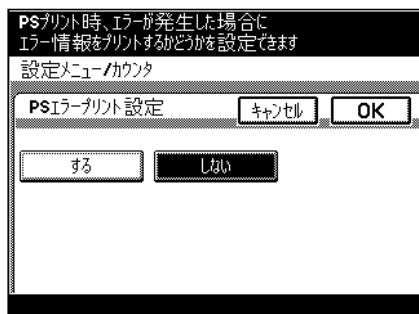 PSプリント時、エラーが発生した場合に
エラー情報をプリントするかどうかを設定できます
設定メニュー/カウンタ
PSエラープリント設定 キャンセル OK
する しない